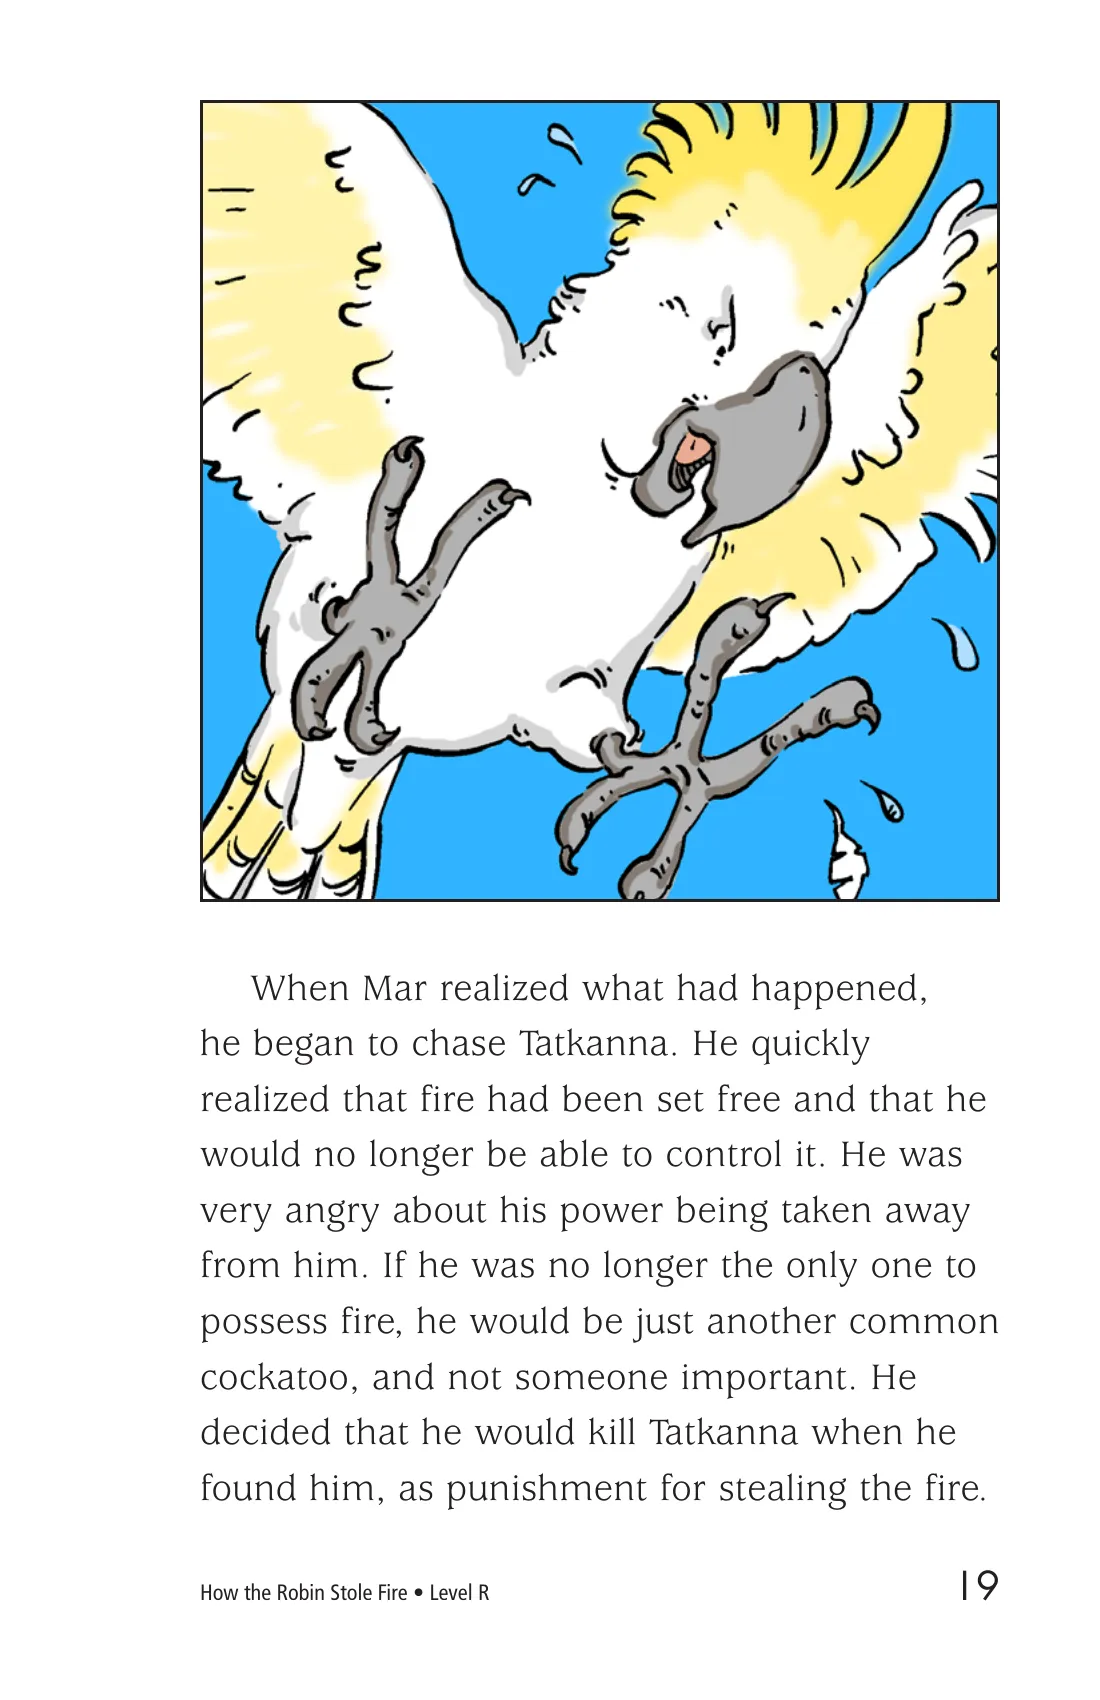 When Mar realized what had happened,
he began to chase Tatkanna. He quickly
realized that fire had been set free and that he
would no longer be able to control it. He was
very angry about his power being taken away
from him. If he was no longer the only one to
possess fire, he would be just another common
cockatoo, and not someone important. He
decided that he would kill Tatkanna when he
found him, as punishment for stealing the fire.
How the Robin Stole Fire • Level R
19